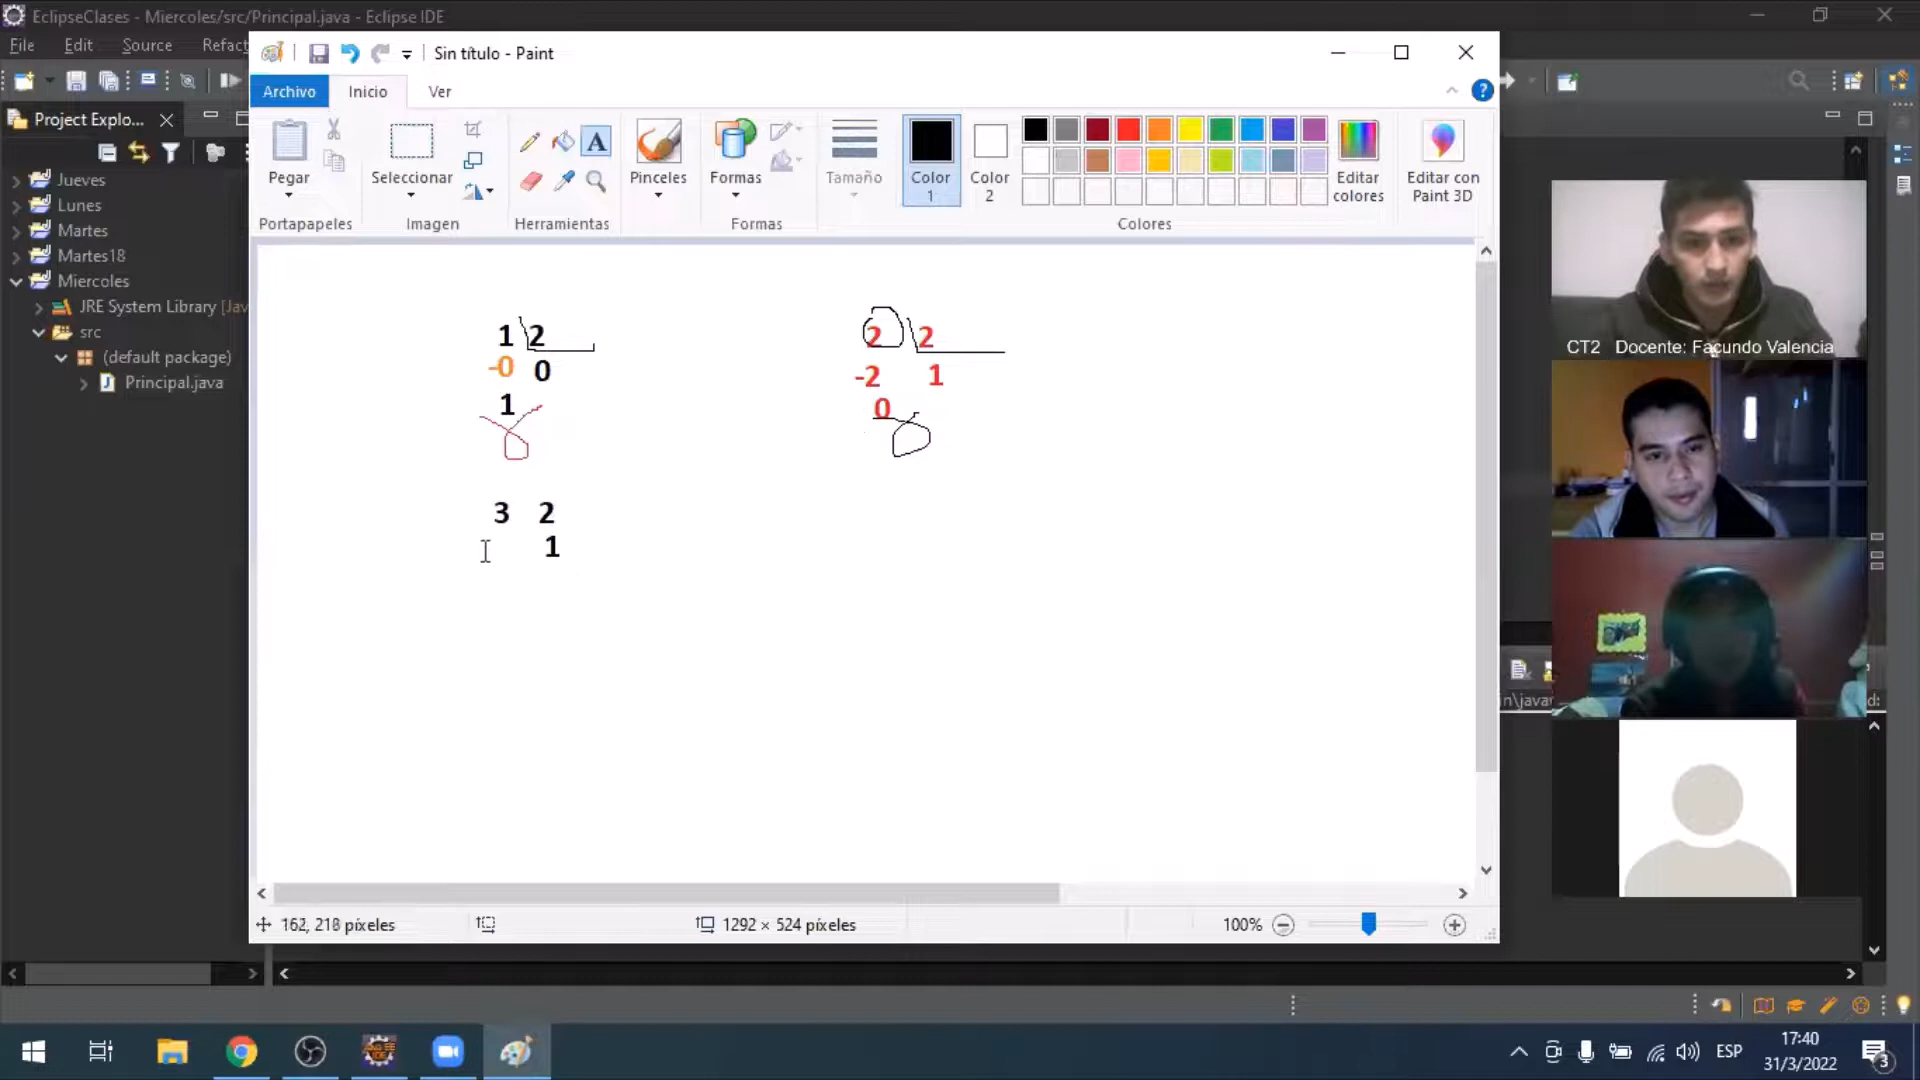 EclipseClases - Miercoles/src/Principal.java - Eclipse IDE
File Edit Source Refact
Sin título - Paint
Archivo Inicio Ver
Project Explo...
Pegar
Seleccionar
Pinceles
Formas
Tamaño
Color 1
Color 2
Editar colores
Editar con Paint 3D
Portapapeles
Imagen
Herramientas
Formas
Colores
Jueves
Lunes
Martes
Martes18
Miercoles
JRE System Library [Jav
src
(default package)
Principal.java
1 2
-0 0
1
2 2
-2 1
0
3 2
1
CT2 Docente: Facundo Valencia
in\java
d:
162, 218 píxeles
1292 × 524 píxeles
100%
ESP
17:40
31/3/2022
3